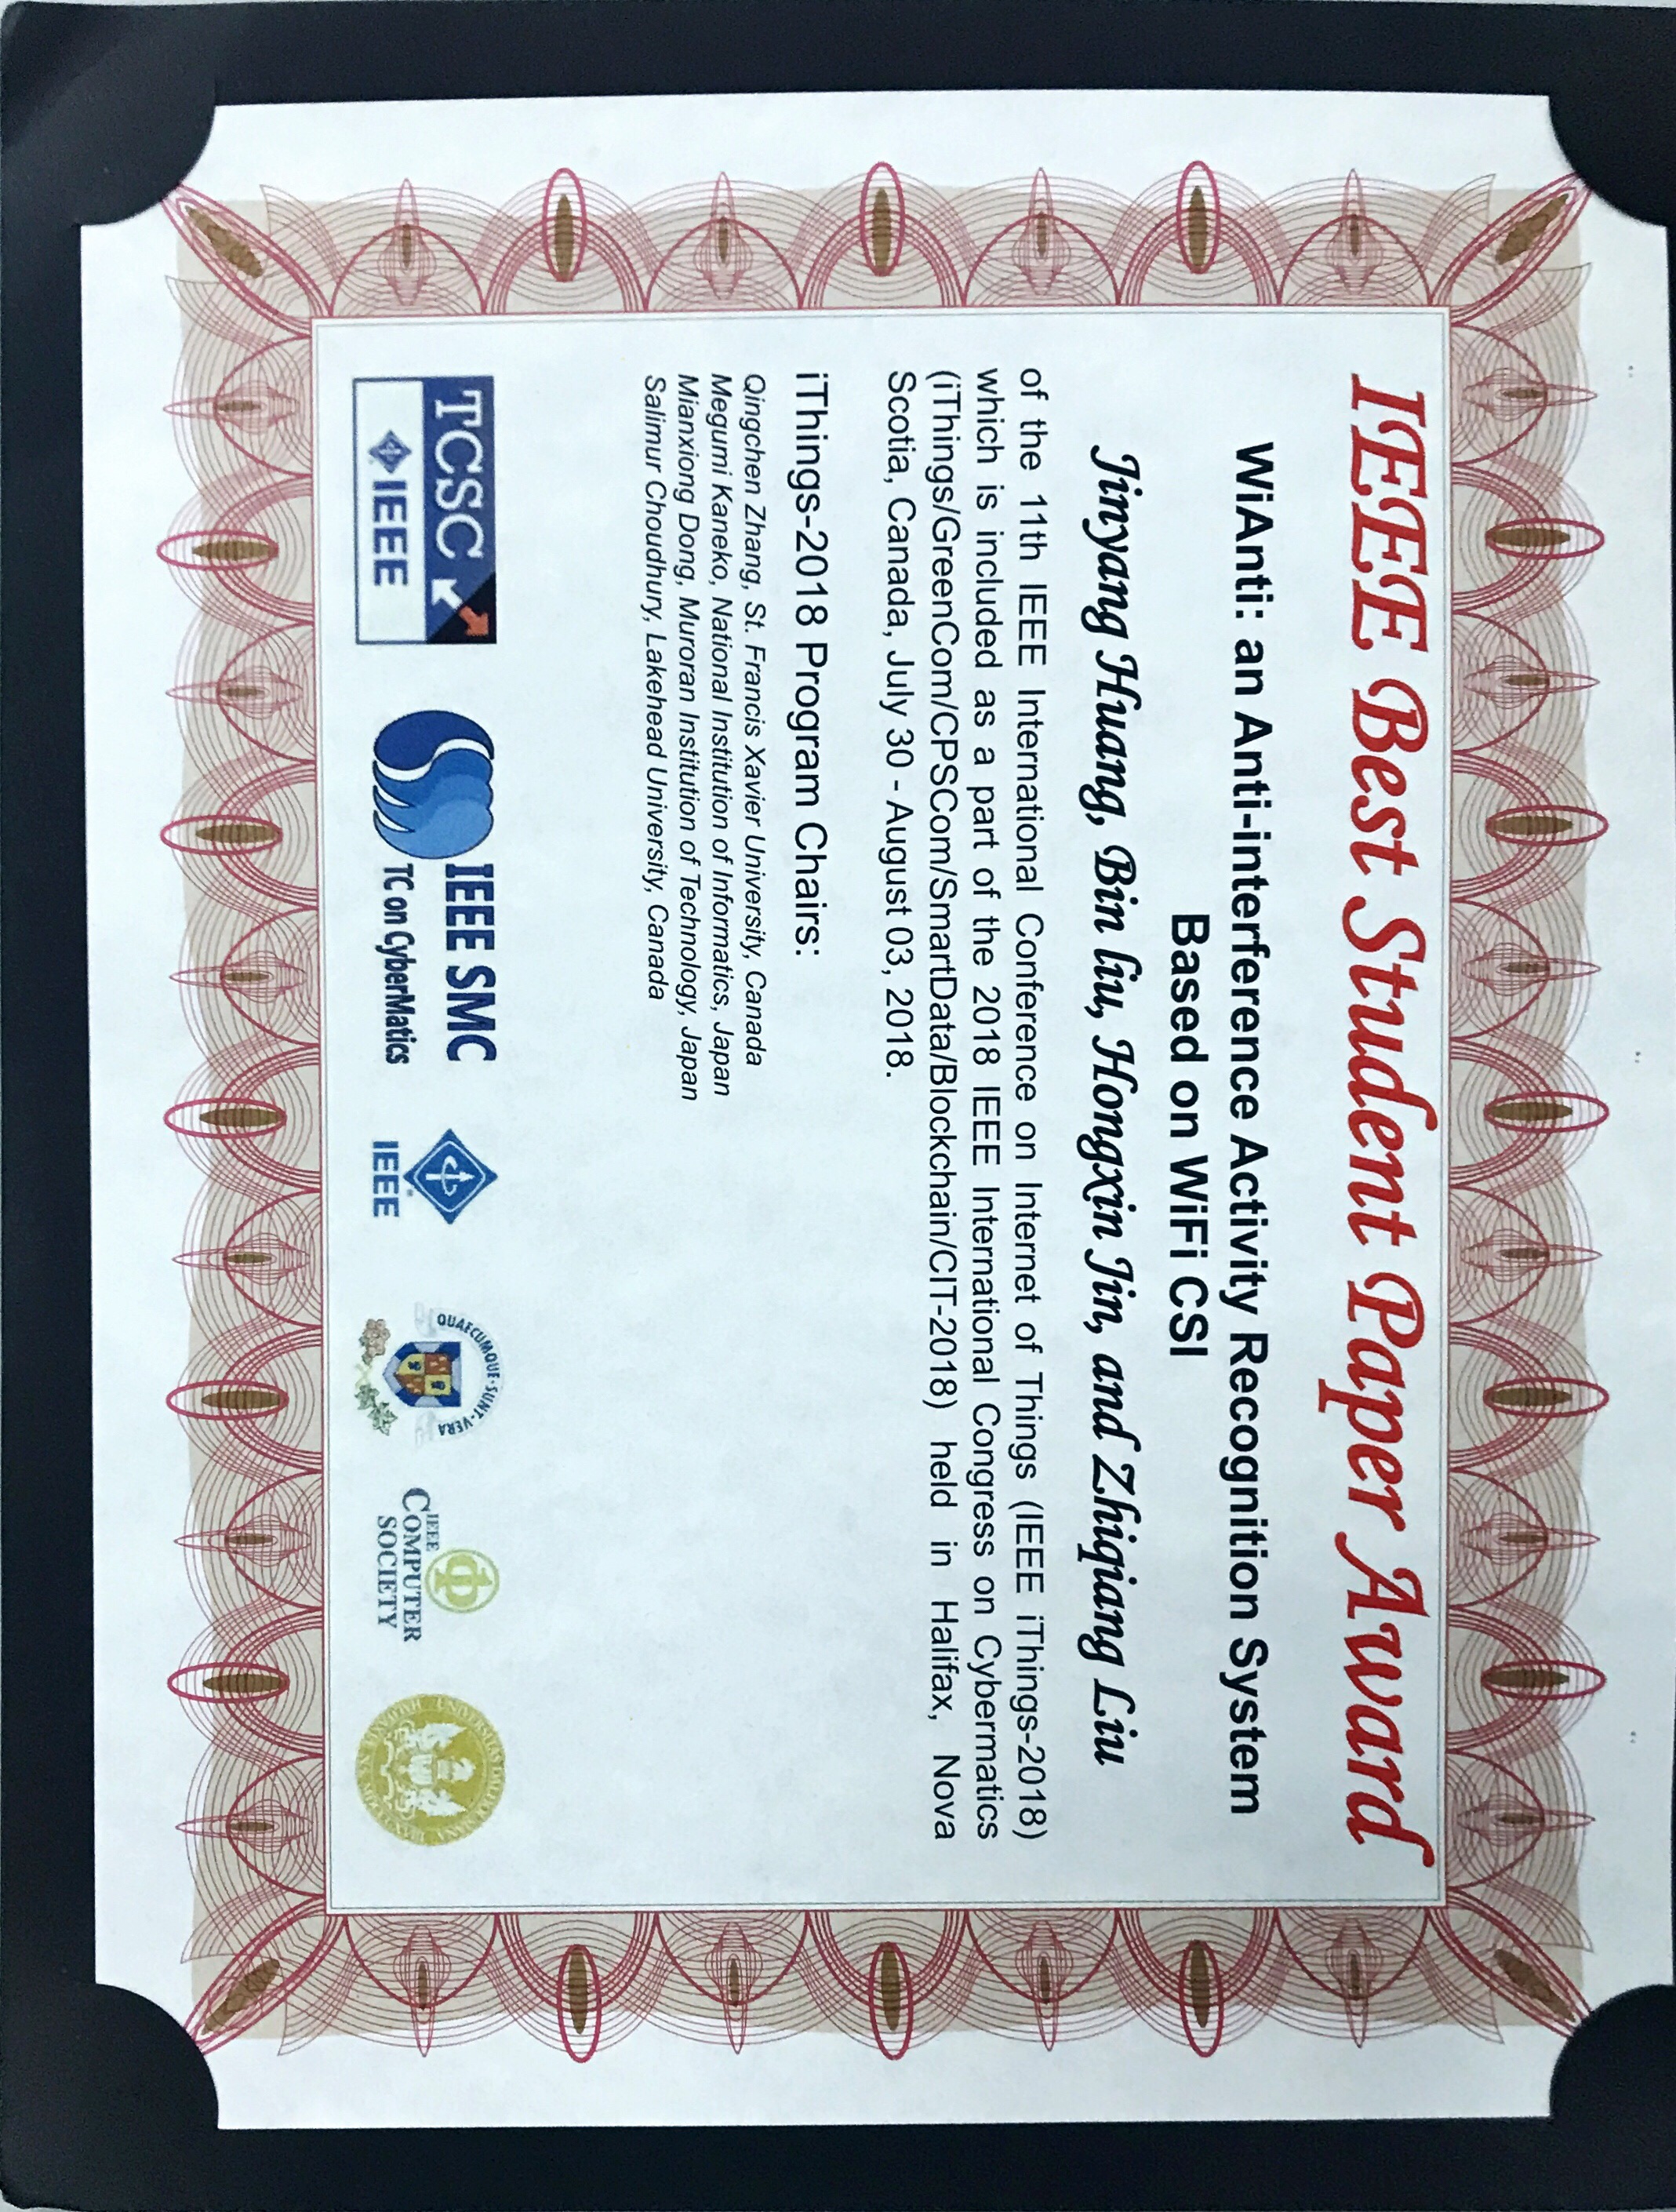 IEEE Best Student Paper Award
WiAnti: an Anti-interference Activity Recognition System
Based on WiFi CSI
Jinyang Huang, Bin liu, Hongxin Jin, and Zhiqiang Liu
of the 11th IEEE International Conference on Internet of Things (IEEE iThings-2018)
which is included as a part of the 2018 IEEE International Congress on Cybermatics
(iThings/GreenCom/CPSCom/SmartData/Blockchain/CIT-2018) held in Halifax, Nova
Scotia, Canada, July 30 - August 03, 2018.
iThings-2018 Program Chairs:
Qingchen Zhang, St. Francis Xavier University, Canada
Megumi Kaneko, National Institution of Informatics, Japan
Mianxiong Dong, Muroran Institution of Technology, Japan
Salimur Choudhury, Lakehead University, Canada
TCSC
IEEE
IEEE SMC
TC on CyberMatics
IEEE
QUAECUMQUE·SUNT·VERA
IEEE
COMPUTER
SOCIETY